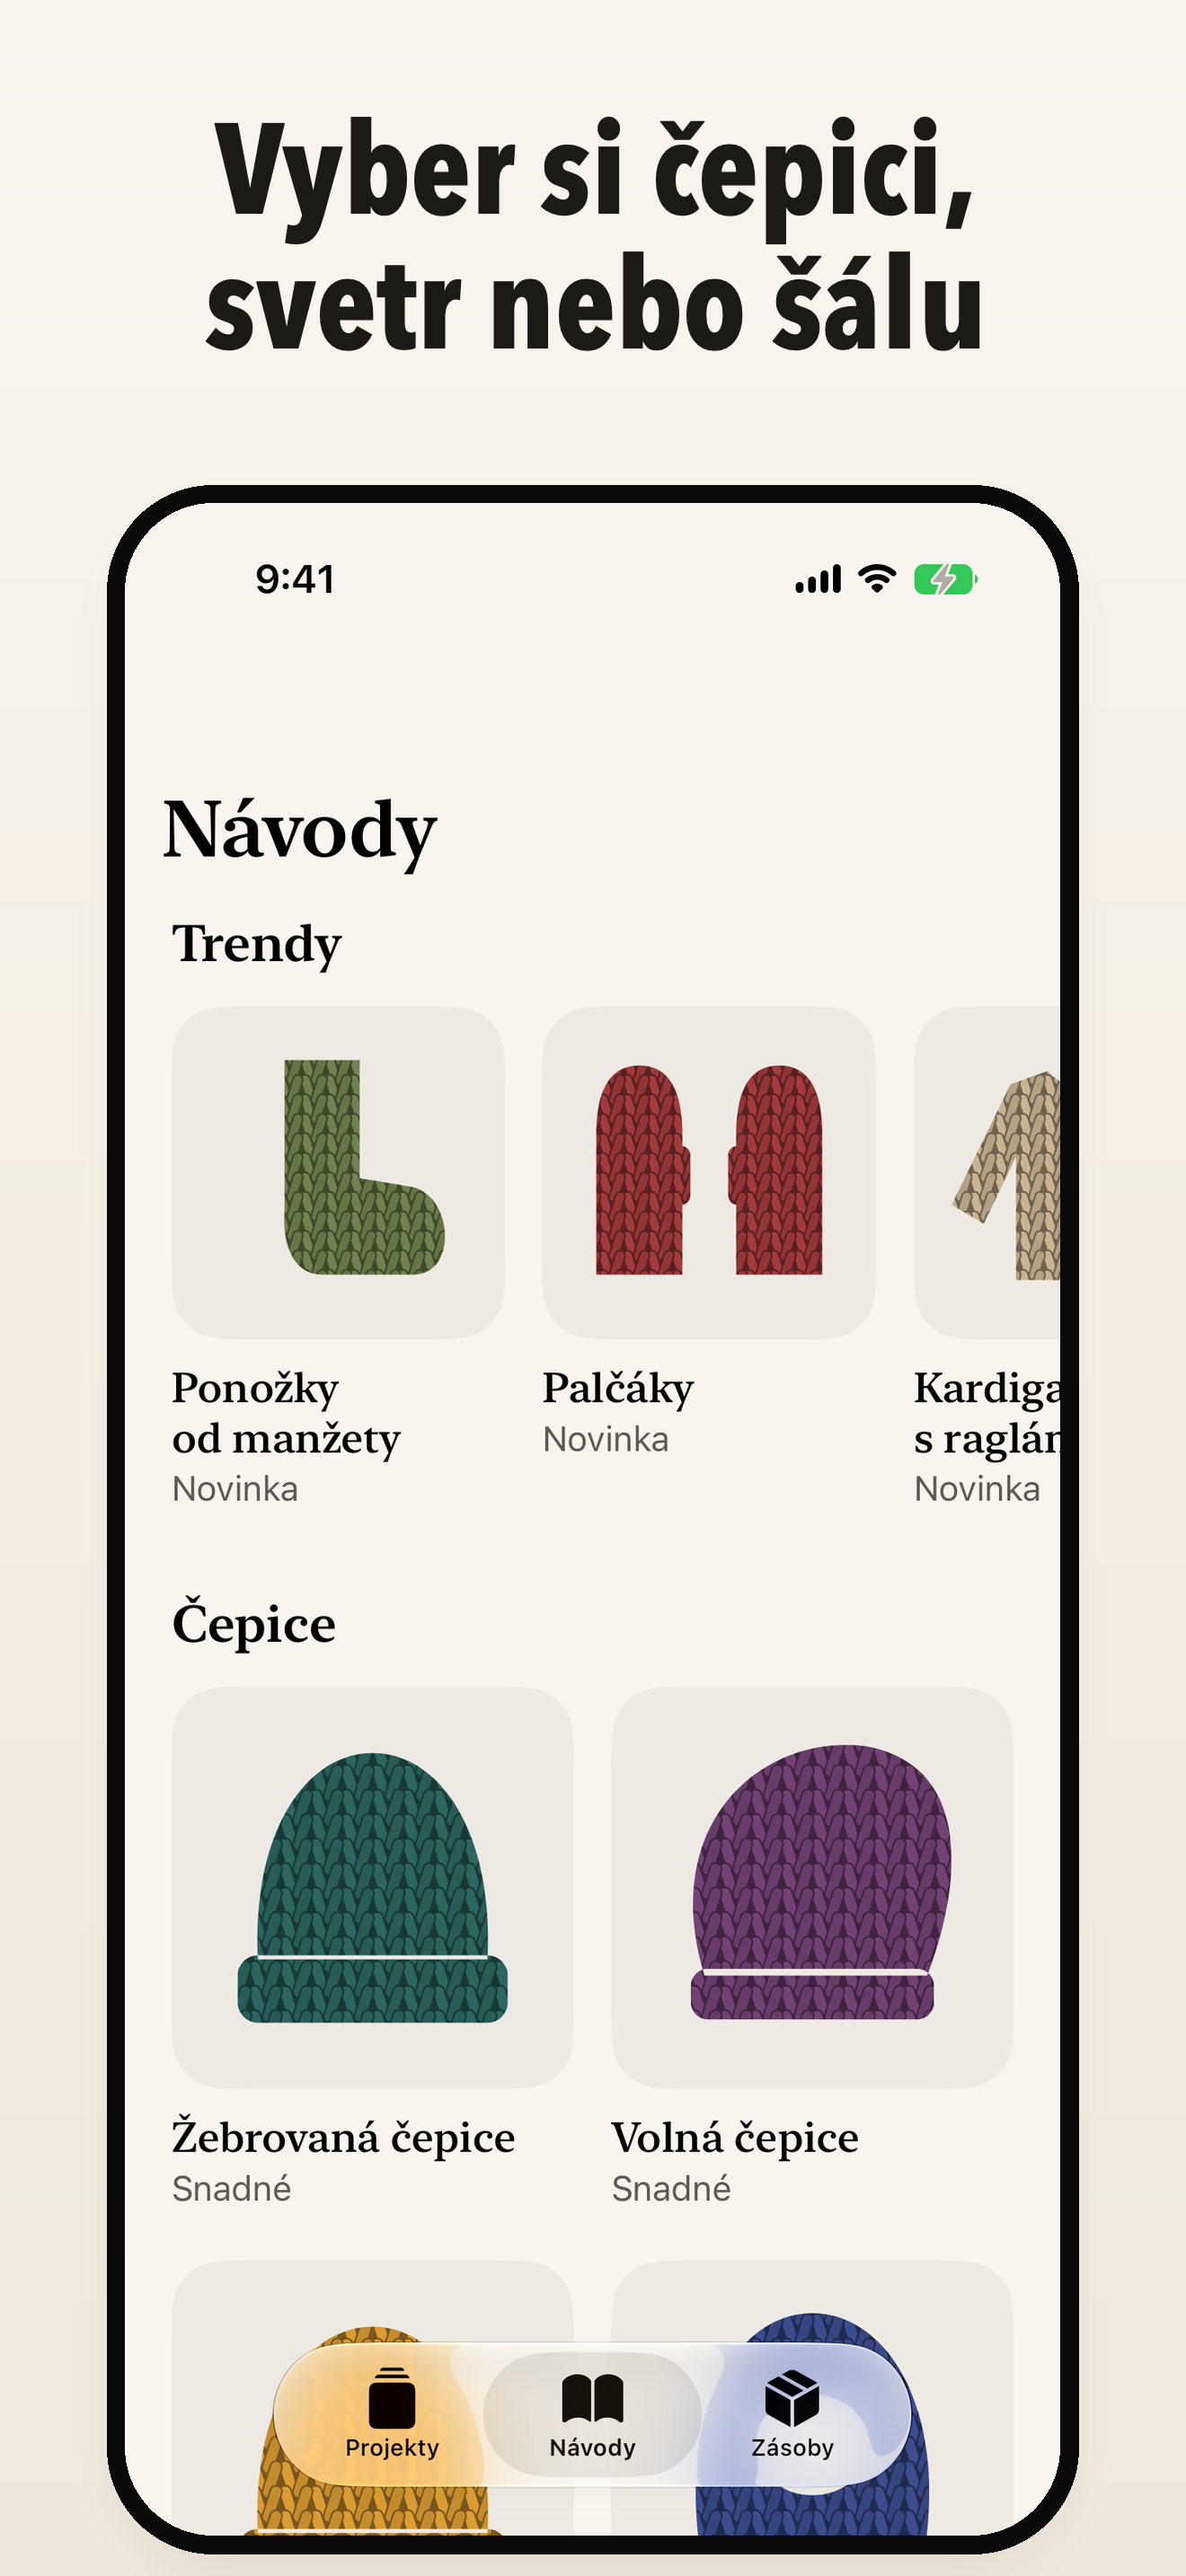 Vyber si čepici,
svetr nebo šálu
9:41
Návody
Trendy
Ponožky
od manžety
Novinka
Palčáky
Novinka
Novinka
Čepice
Žebrovaná čepice
Snadné
Volná čepice
Snadné
Projekty
Návody
Zásoby